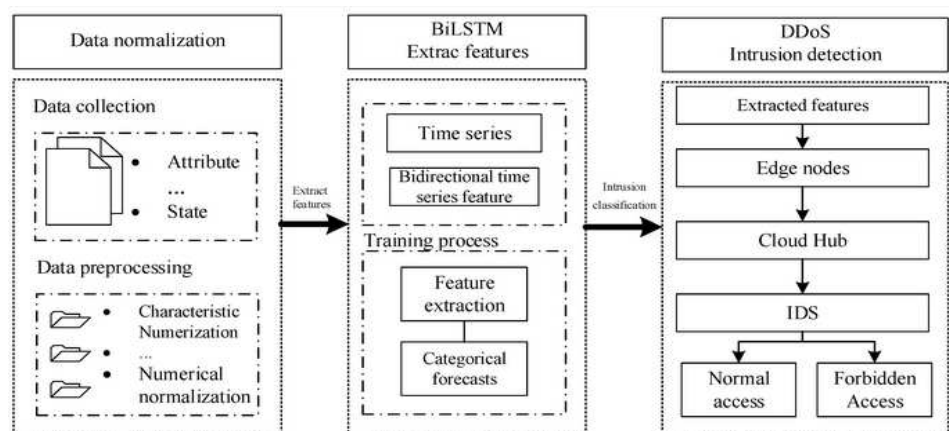 Data normalization
Data collection
• Attribute
...
• State
Data preprocessing
• Characteristic
Numerization
• ...
• Numerical
normalization
Extract
features
BiLSTM
Extrac features
Time series
Bidirectional time
series feature
Training process
Feature
extraction
Categorical
forecasts
Intrusion
classification
DDoS
Intrusion detection
Extracted features
Edge nodes
Cloud Hub
IDS
Normal
access
Forbidden
Access